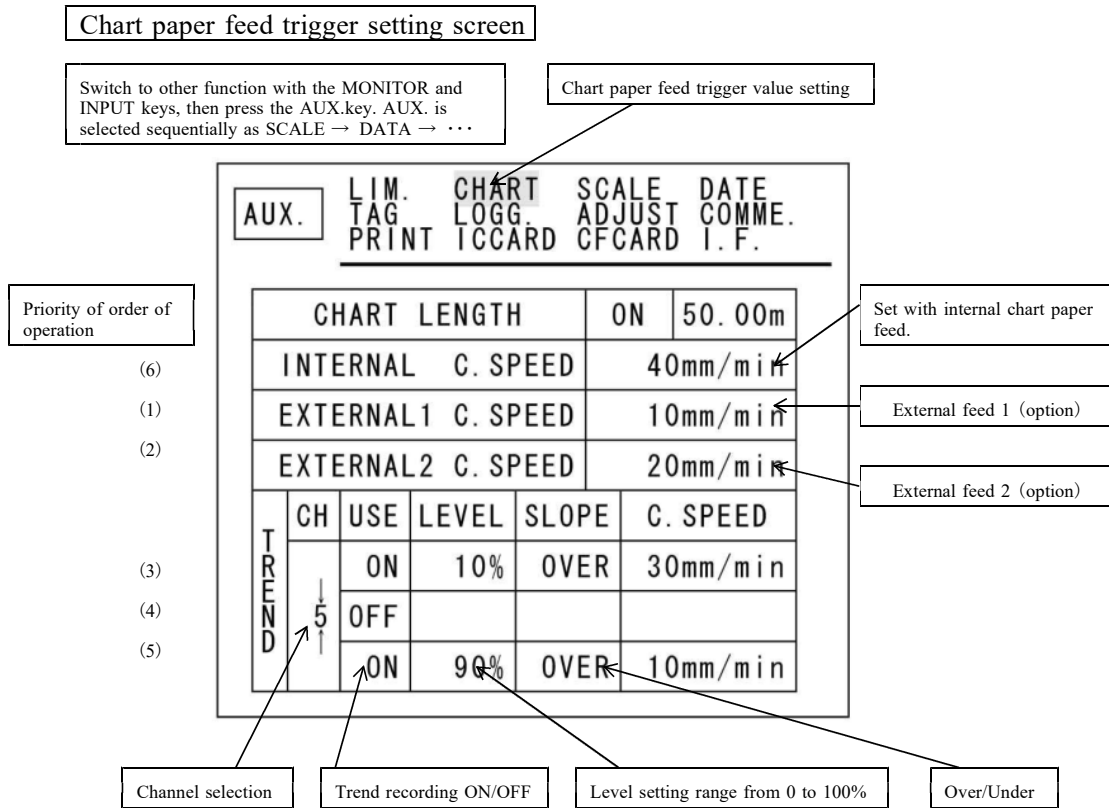 Chart paper feed trigger setting screen
Switch to other function with the MONITOR and
INPUT keys, then press the AUX.key. AUX. is
selected sequentially as SCALE → DATA → ···
Chart paper feed trigger value setting
AUX.
LIM. CHART SCALE DATE
TAG LOGG. ADJUST COMME.
PRINT ICCARD CFCARD I.F.
Priority of order of
operation
CHART LENGTH ON 50.00m
Set with internal chart paper
feed.
(6) INTERNAL C.SPEED 40mm/min
(1) EXTERNAL1 C.SPEED 10mm/min
External feed 1 (option)
(2) EXTERNAL2 C.SPEED 20mm/min
External feed 2 (option)
TREND
CH USE LEVEL SLOPE C.SPEED
(3) ON 10% OVER 30mm/min
(4) ↓5↑ OFF
(5) ON 90% OVER 10mm/min
Channel selection
Trend recording ON/OFF
Level setting range from 0 to 100%
Over/Under